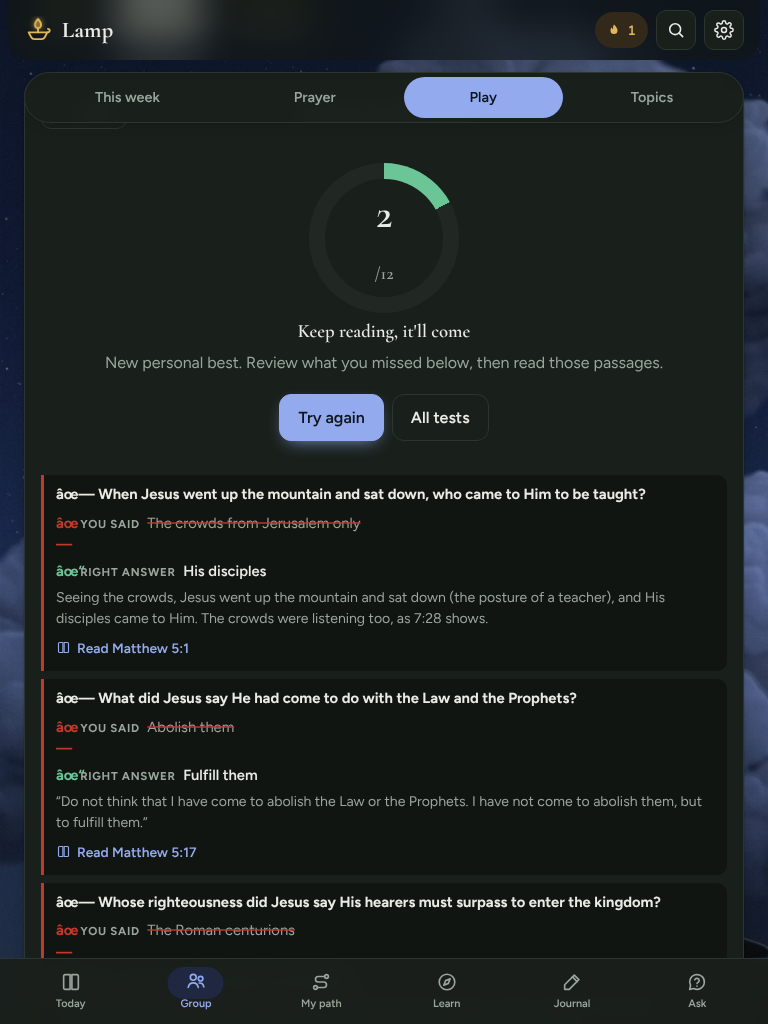 Lamp
1
This week Prayer Play Topics
2
/12
Keep reading, it'll come
New personal best. Review what you missed below, then read those passages.
Try again All tests
âœ— When Jesus went up the mountain and sat down, who came to Him to be taught?
âœ— YOU SAID The crowds from Jerusalem only
âœ“ RIGHT ANSWER His disciples
Seeing the crowds, Jesus went up the mountain and sat down (the posture of a teacher), and His
disciples came to Him. The crowds were listening too, as 7:28 shows.
Read Matthew 5:1
âœ— What did Jesus say He had come to do with the Law and the Prophets?
âœ— YOU SAID Abolish them
âœ“ RIGHT ANSWER Fulfill them
“Do not think that I have come to abolish the Law or the Prophets. I have not come to abolish them, but
to fulfill them.”
Read Matthew 5:17
âœ— Whose righteousness did Jesus say His hearers must surpass to enter the kingdom?
âœ— YOU SAID The Roman centurions
Today Group My path Learn Journal Ask